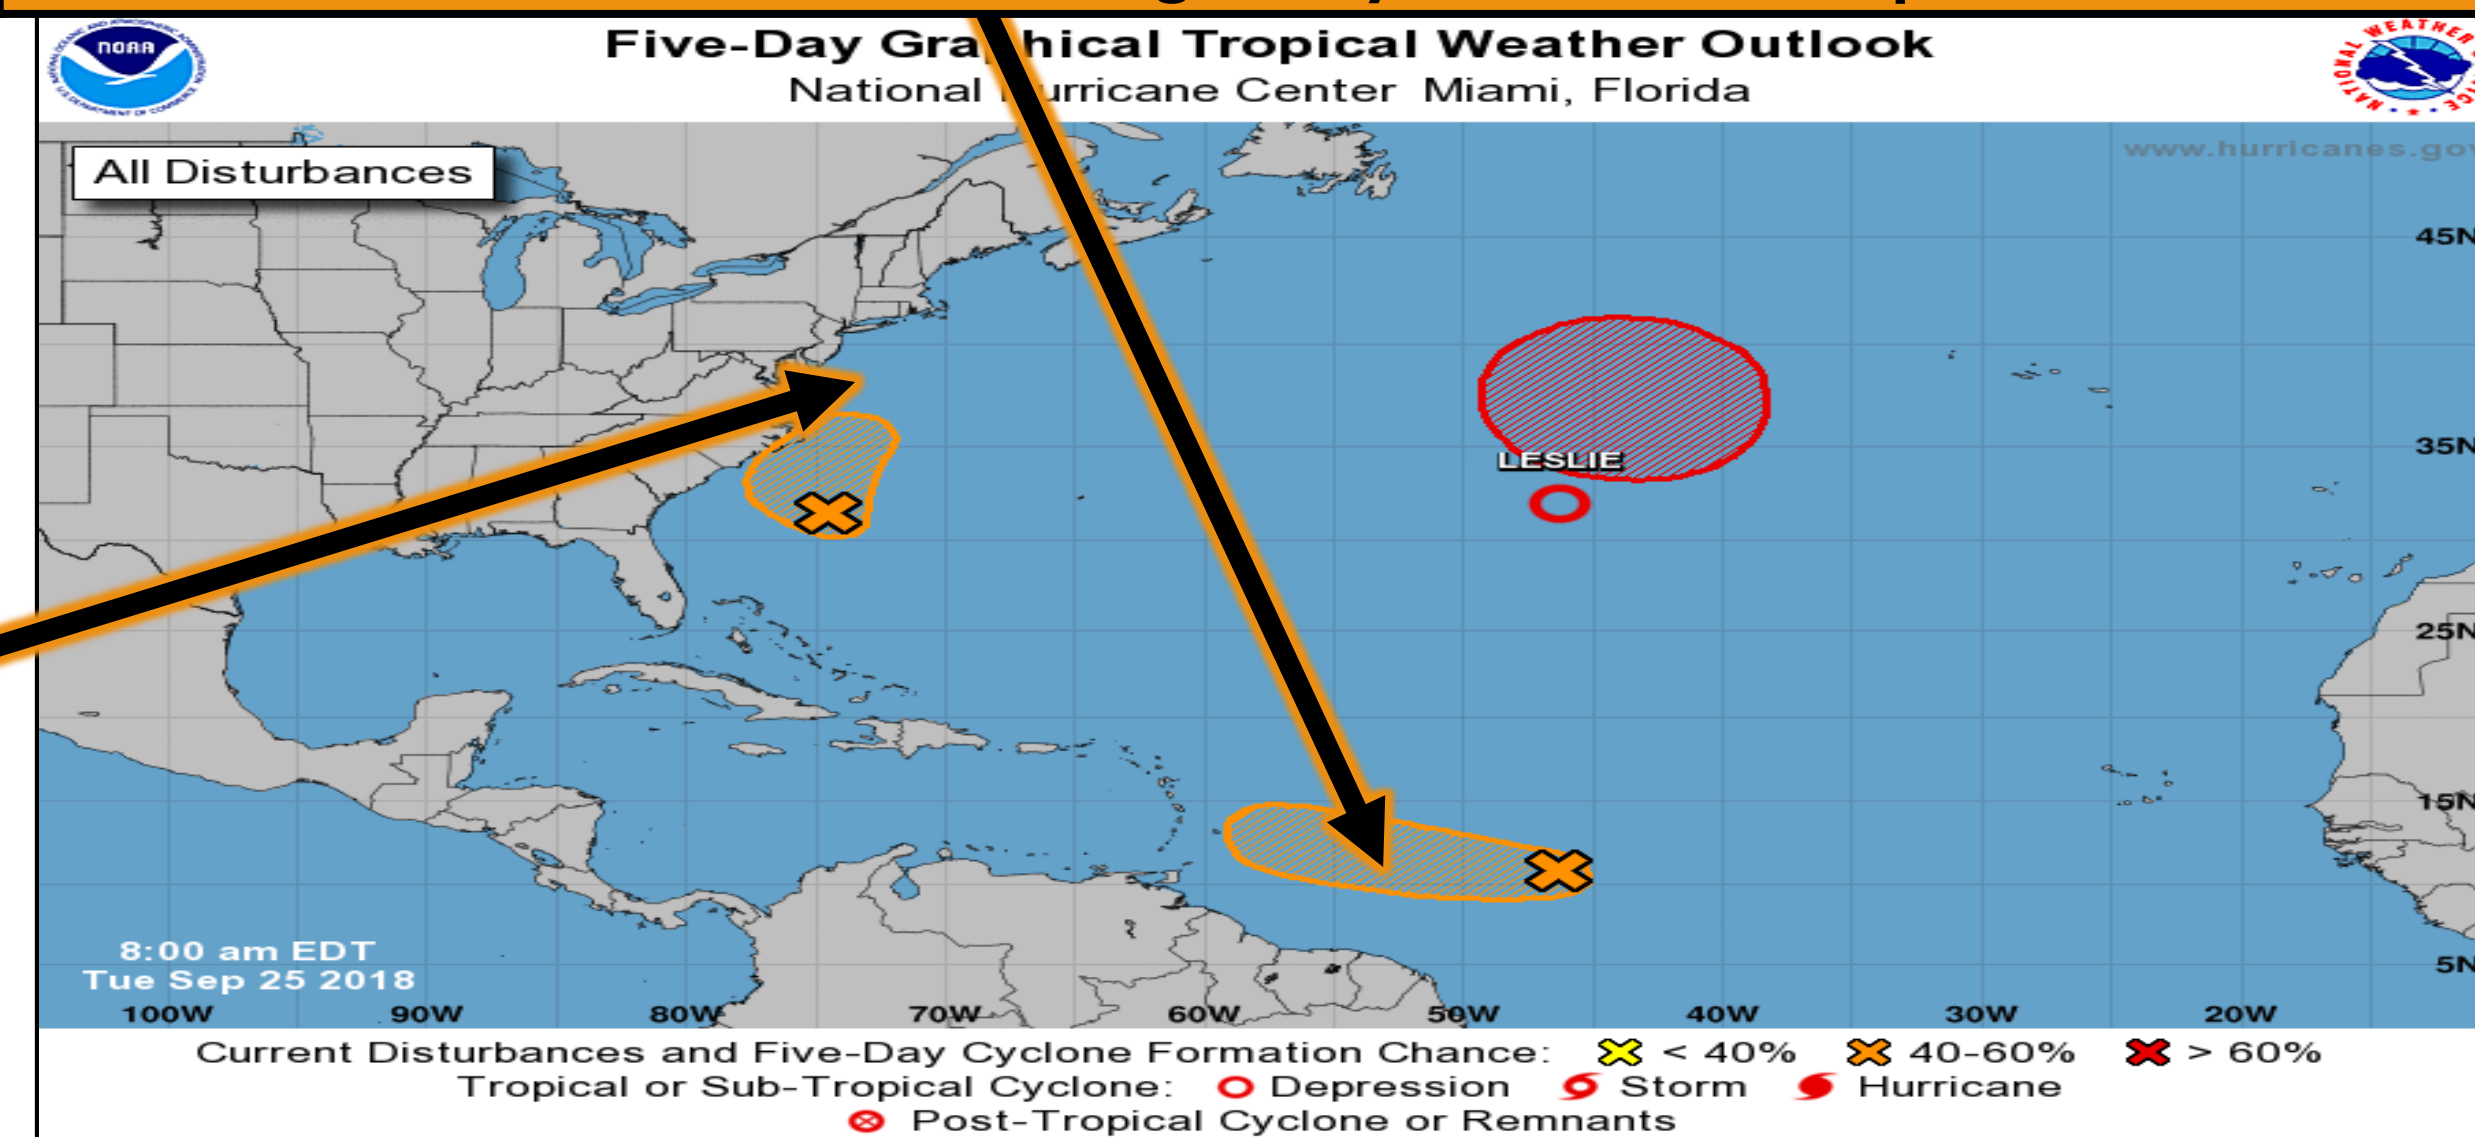 Five-Day Gra hical Tropical Weather Outlook
National urricane Center Miami, Florida
NOAA
WEATHER
NATIONAL
All Disturbances
www.hurricanes.gov
45N
LESLIE
35N
25N
15N
5N
8:00 am EDT
Tue Sep 25 2018
100W 90W 80W 70W 60W 50W 40W 30W 20W
Current Disturbances and Five-Day Cyclone Formation Chance: < 40% 40-60% > 60%
Tropical or Sub-Tropical Cyclone: Depression Storm Hurricane
Post-Tropical Cyclone or Remnants